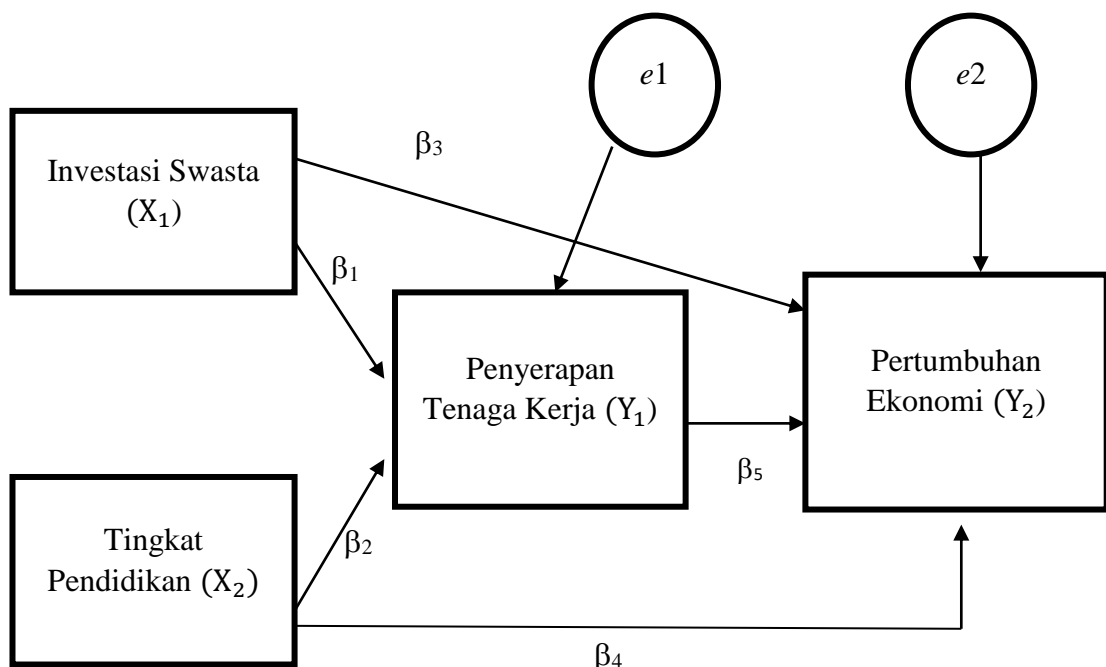 e1
e2
Investasi Swasta
(X₁)
β₃
β₁
Penyerapan
Tenaga Kerja (Y₁)
Pertumbuhan
Ekonomi (Y₂)
β₅
Tingkat
Pendidikan (X₂)
β₂
β₄